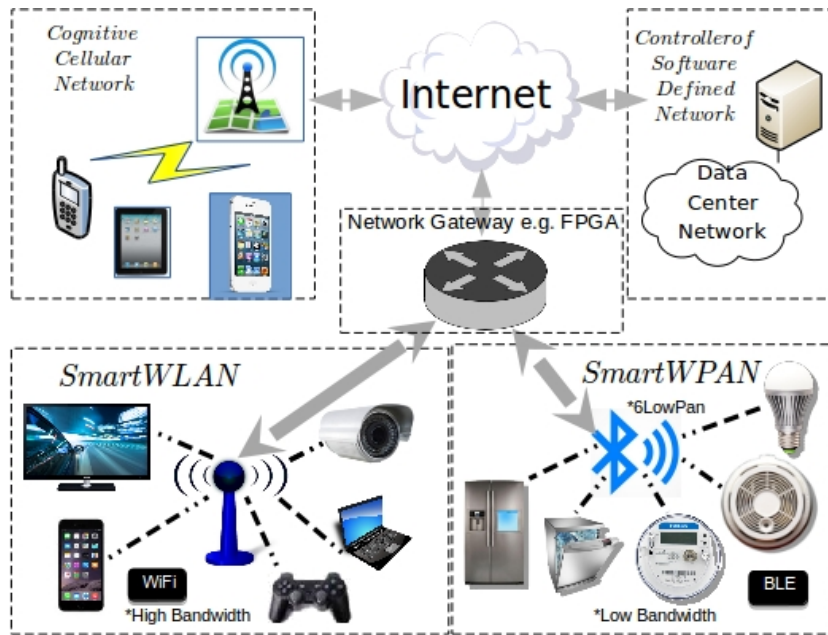 Cognitive
Cellular
Network
Internet
Controllerof
Software
Defined
Network
Data
Center
Network
Network Gateway e.g. FPGA
SmartWLAN
WiFi
*High Bandwidth
SmartWPAN
*6LowPan
*Low Bandwidth
BLE